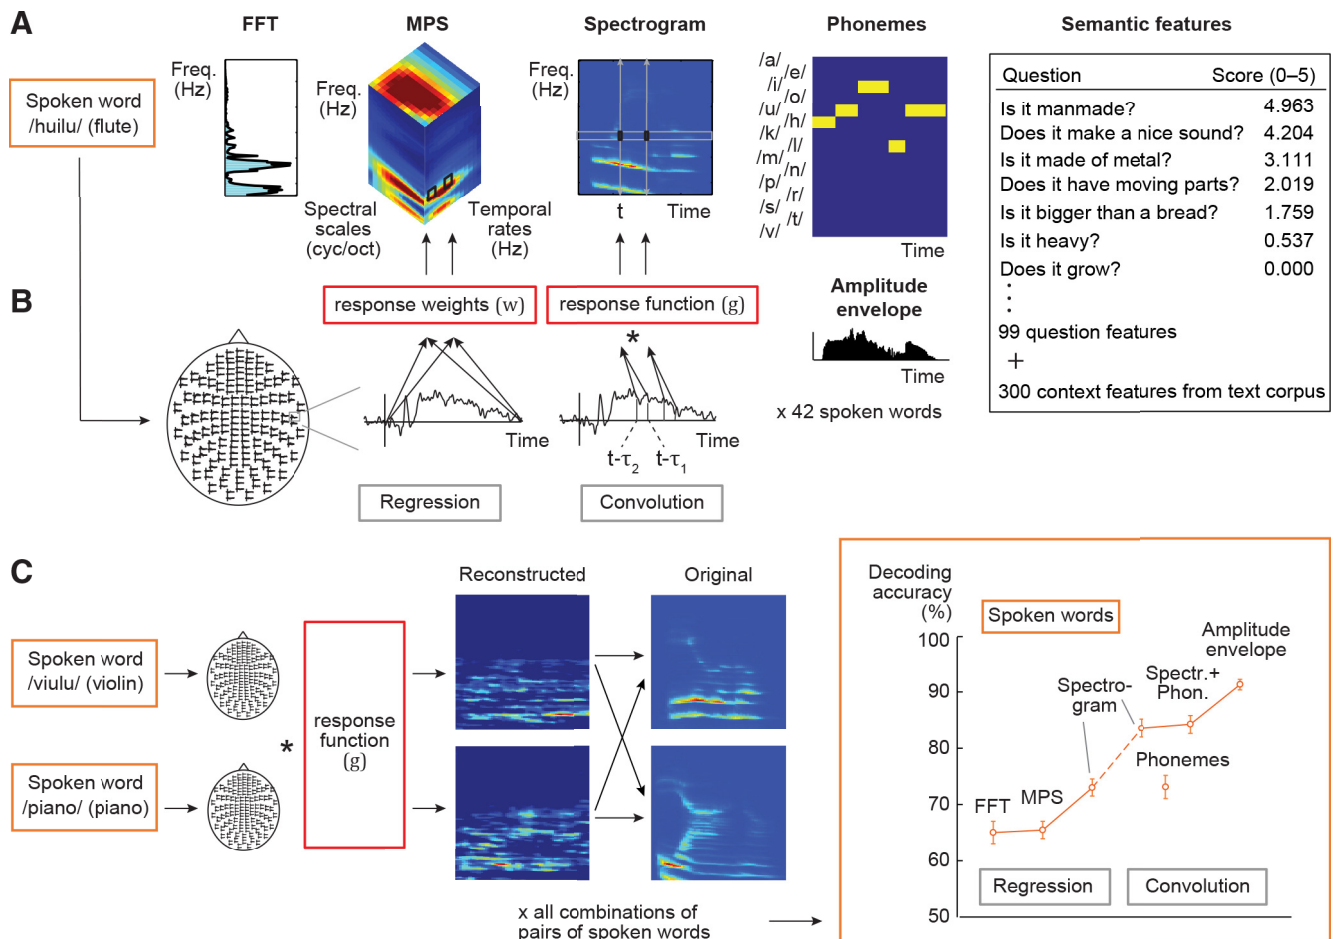 A
FFT
MPS
Spectrogram
Phonemes
Semantic features
Spoken word
/huilu/ (flute)
Freq.
(Hz)
Freq.
(Hz)
Spectral
scales
(cyc/oct)
Temporal
rates
(Hz)
Freq.
(Hz)
t
Time
/a/
/e/
/i/
/o/
/u/
/h/
/k/
/l/
/m/
/n/
/p/
/r/
/s/
/t/
/v/
Time
Question Score (0–5)
Is it manmade? 4.963
Does it make a nice sound? 4.204
Is it made of metal? 3.111
Does it have moving parts? 2.019
Is it bigger than a bread? 1.759
Is it heavy? 0.537
Does it grow? 0.000
99 question features
+
300 context features from text corpus
Amplitude
envelope
Time
x 42 spoken words
B
response weights (w)
response function (g)
*
Time
Time
t-τ2 t-τ1
Regression
Convolution
C
Reconstructed
Original
Spoken word
/viulu/ (violin)
Spoken word
/piano/ (piano)
*
response
function
(g)
x all combinations of
pairs of spoken words
Decoding
accuracy
(%)
Spoken words
100
90
80
70
60
50
FFT
MPS
Spectro-
gram
Spectr.+
Phon.
Amplitude
envelope
Phonemes
Regression
Convolution